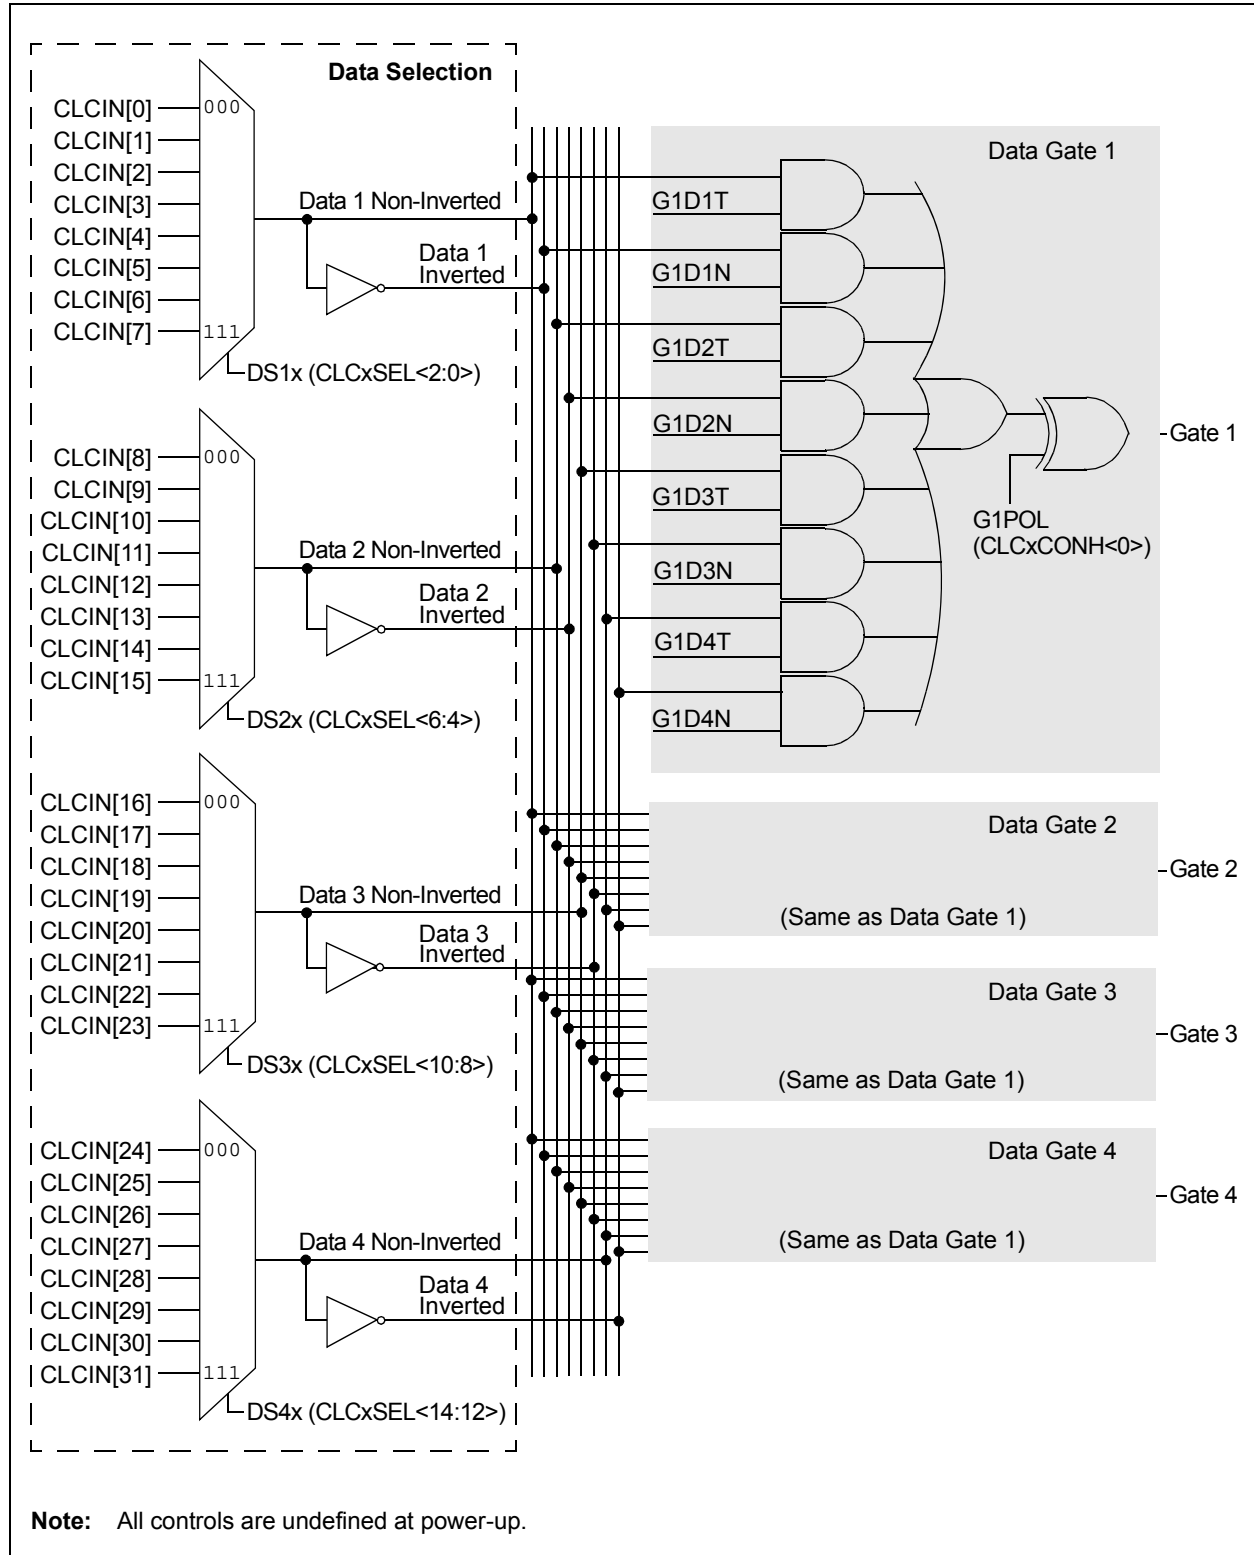 Data Selection
CLCIN[0]
000
CLCIN[1]
CLCIN[2]
CLCIN[3]
CLCIN[4]
CLCIN[5]
CLCIN[6]
CLCIN[7]
111
Data 1 Non-Inverted
Data 1
Inverted
DS1x (CLCxSEL<2:0>)
CLCIN[8]
000
CLCIN[9]
CLCIN[10]
CLCIN[11]
CLCIN[12]
CLCIN[13]
CLCIN[14]
CLCIN[15]
111
Data 2 Non-Inverted
Data 2
Inverted
DS2x (CLCxSEL<6:4>)
CLCIN[16]
000
CLCIN[17]
CLCIN[18]
CLCIN[19]
CLCIN[20]
CLCIN[21]
CLCIN[22]
CLCIN[23]
111
Data 3 Non-Inverted
Data 3
Inverted
DS3x (CLCxSEL<10:8>)
CLCIN[24]
000
CLCIN[25]
CLCIN[26]
CLCIN[27]
CLCIN[28]
CLCIN[29]
CLCIN[30]
CLCIN[31]
111
Data 4 Non-Inverted
Data 4
Inverted
DS4x (CLCxSEL<14:12>)
Data Gate 1
G1D1T
G1D1N
G1D2T
G1D2N
G1D3T
G1D3N
G1D4T
G1D4N
G1POL
(CLCxCONH<0>)
Gate 1
Data Gate 2
(Same as Data Gate 1)
Gate 2
Data Gate 3
(Same as Data Gate 1)
Gate 3
Data Gate 4
(Same as Data Gate 1)
Gate 4
Note: All controls are undefined at power-up.